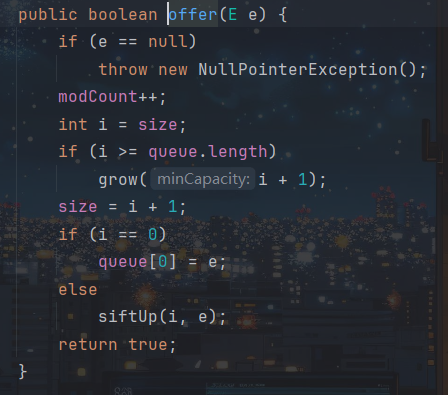 public boolean offer(E e) {
    if (e == null)
        throw new NullPointerException();
    modCount++;
    int i = size;
    if (i >= queue.length)
        grow( minCapacity: i + 1);
    size = i + 1;
    if (i == 0)
        queue[0] = e;
    else
        siftUp(i, e);
    return true;
}